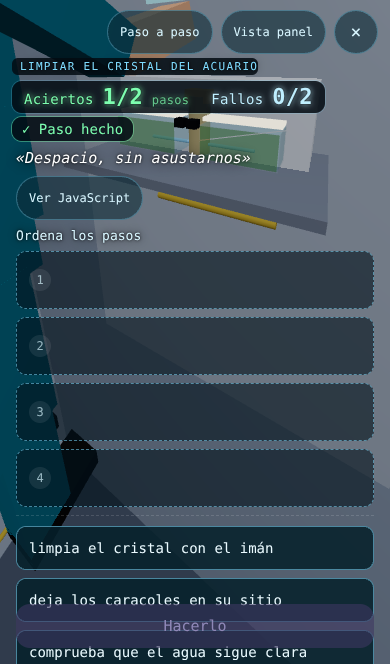 Paso a paso
Vista panel
×
LIMPIAR EL CRISTAL DEL ACUARIO
Aciertos 1/2 pasos Fallos 0/2
✓ Paso hecho
«Despacio, sin asustarnos»
Ver JavaScript
Ordena los pasos
1
2
3
4
limpia el cristal con el imán
deja los caracoles en su sitio
Hacerlo
comprueba que el agua sigue clara